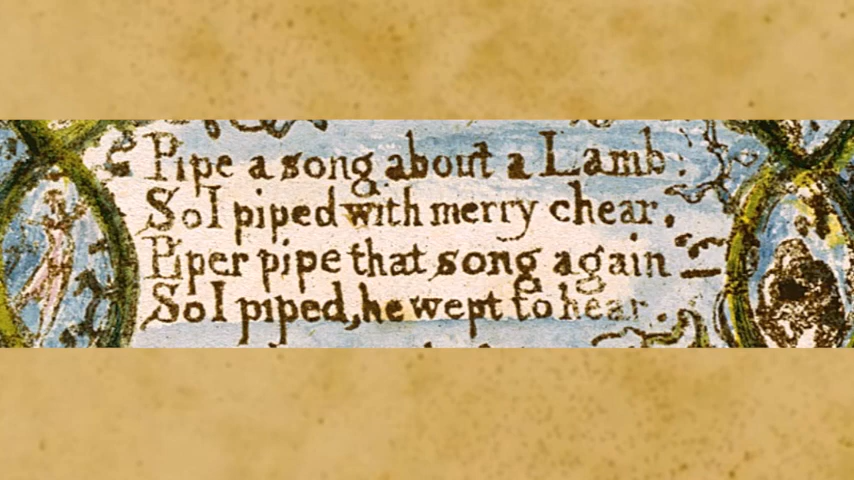 Pipe a song about a Lamb:
So I piped with merry chear,
Piper pipe that song again—
So I piped, he wept to hear.